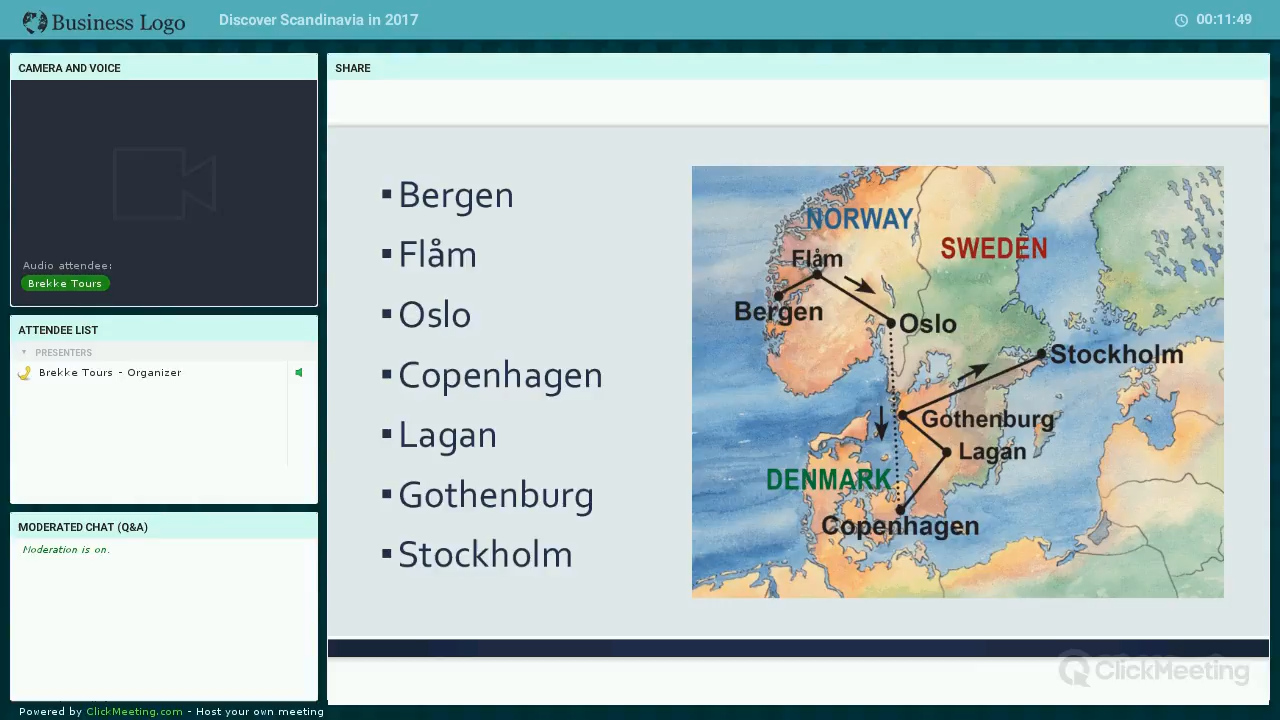 Business Logo
Discover Scandinavia in 2017
00:11:49
CAMERA AND VOICE
Audio attendee:
Brekke Tours
ATTENDEE LIST
PRESENTERS
Brekke Tours - Organizer
MODERATED CHAT (Q&A)
Moderation is on.
SHARE
▪ Bergen
▪ Flåm
▪ Oslo
▪ Copenhagen
▪ Lagan
▪ Gothenburg
▪ Stockholm
NORWAY
SWEDEN
Flåm
Bergen
Oslo
Stockholm
Gothenburg
Lagan
DENMARK
Copenhagen
ClickMeeting
Powered by ClickMeeting.com - Host your own meeting